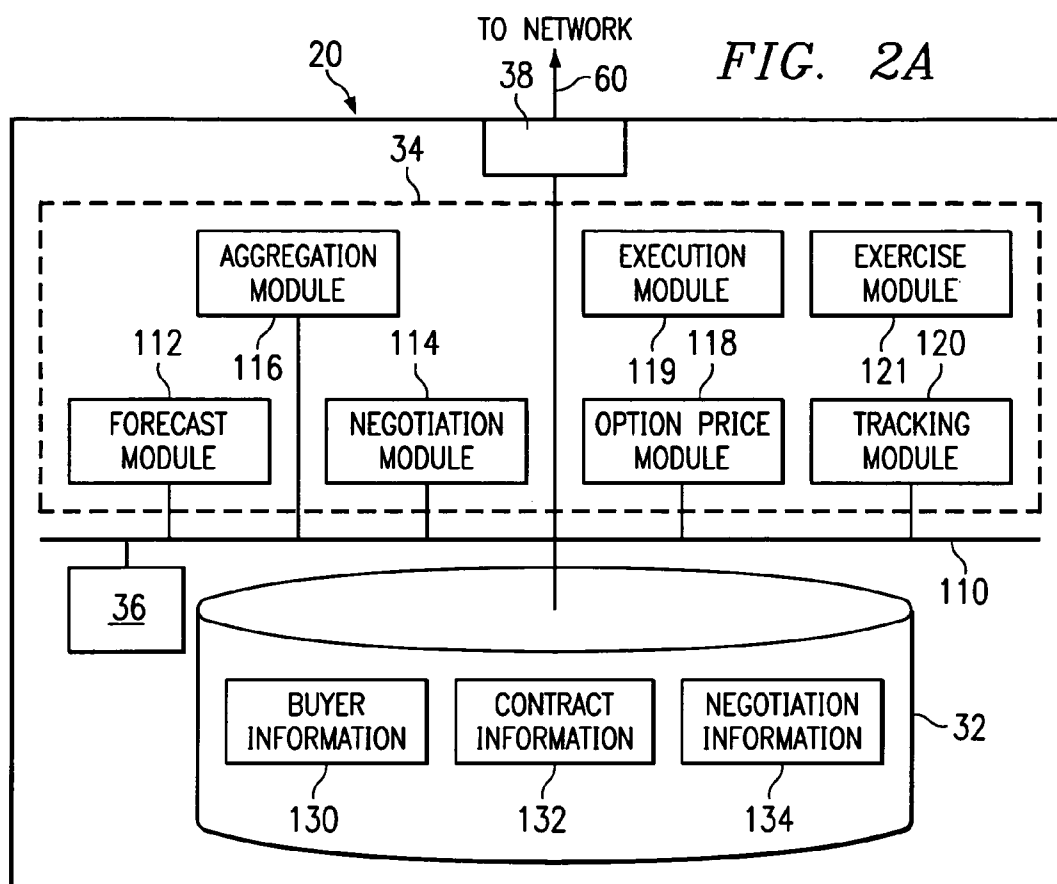 TO NETWORK
FIG. 2A
20
38
60
34
AGGREGATION
MODULE
EXECUTION
MODULE
EXERCISE
MODULE
112
116
114
119
118
121
120
FORECAST
MODULE
NEGOTIATION
MODULE
OPTION PRICE
MODULE
TRACKING
MODULE
36
110
BUYER
INFORMATION
CONTRACT
INFORMATION
NEGOTIATION
INFORMATION
32
130
132
134